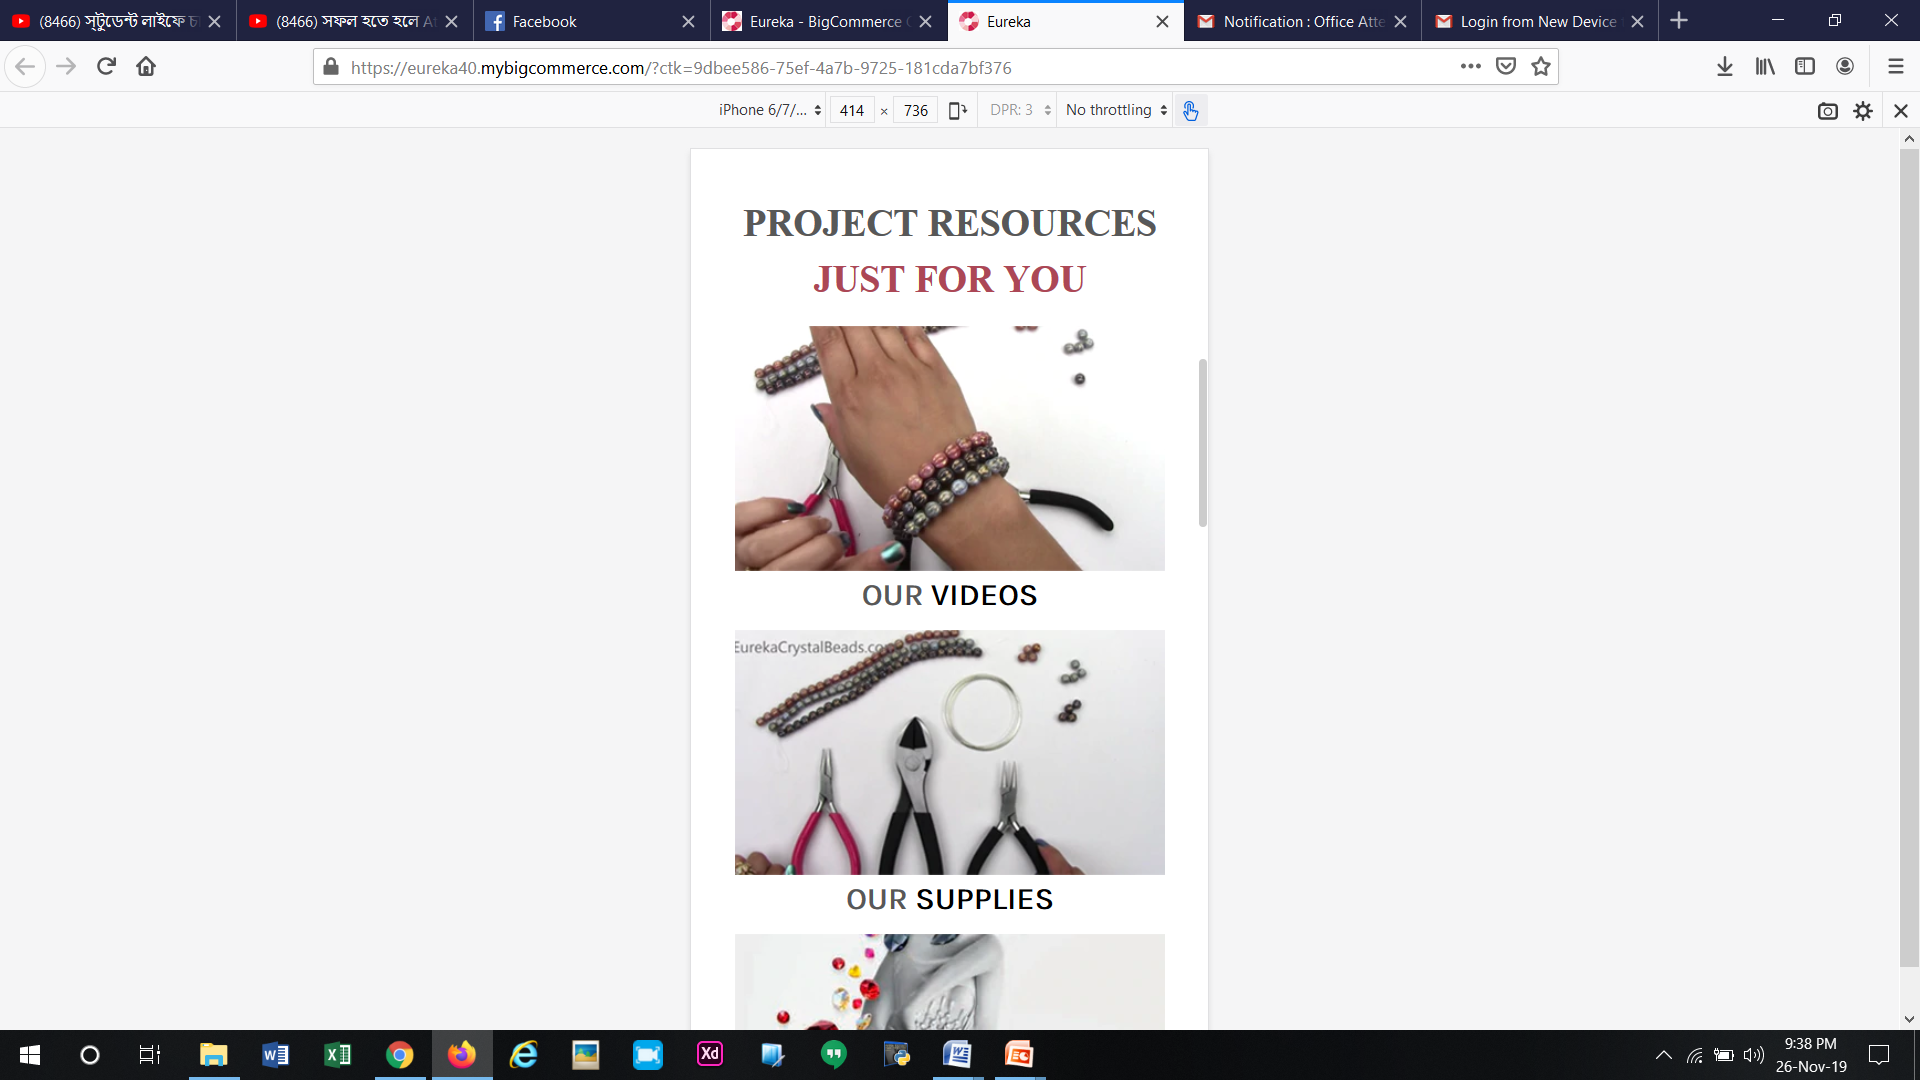 (8466) স্টুডেন্ট লাইফে
(8466) সফল হতে হলে
Facebook
Eureka - BigCommerce
Eureka
Notification : Office Atte
Login from New Device
https://eureka40.mybigcommerce.com/?ctk=9dbee586-75ef-4a7b-9725-181cda7bf376
iPhone 6/7/... 414 × 736 DPR: 3 No throttling
PROJECT RESOURCES
JUST FOR YOU
OUR VIDEOS
EurekaCrystalBeads.co
OUR SUPPLIES
Xd
9:38 PM
26-Nov-19